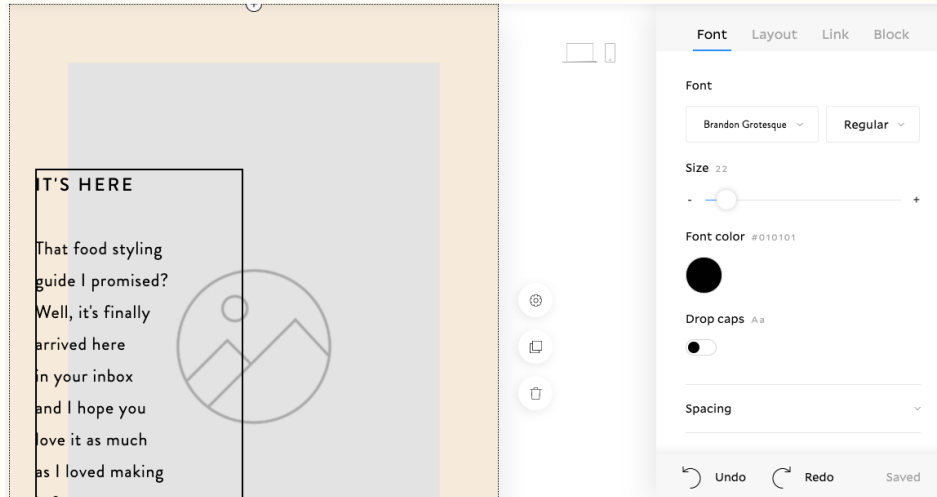 Font Layout Link Block
Font
Brandon Grotesque Regular
Size 22
- +
Font color #010101
Drop caps Aa
Spacing
Undo Redo Saved
IT'S HERE
That food styling
guide I promised?
Well, it's finally
arrived here
in your inbox
and I hope you
love it as much
as I loved making